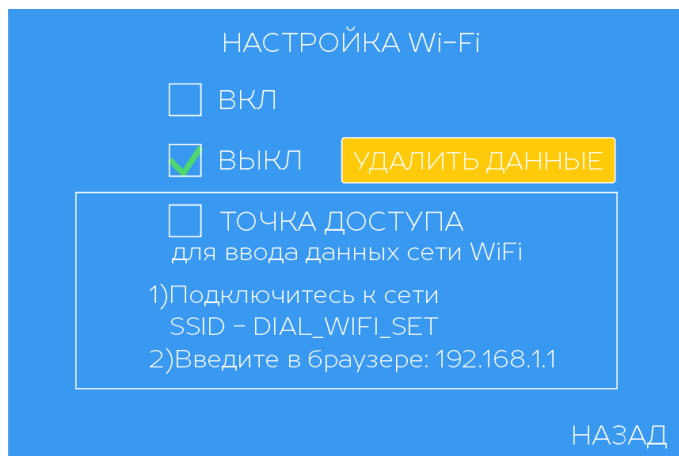 НАСТРОЙКА Wi-Fi
ВКЛ
ВЫКЛ УДАЛИТЬ ДАННЫЕ
ТОЧКА ДОСТУПА
для ввода данных сети WiFi
1)Подключитесь к сети
SSID - DIAL_WIFI_SET
2)Введите в браузере: 192.168.1.1
НАЗАД